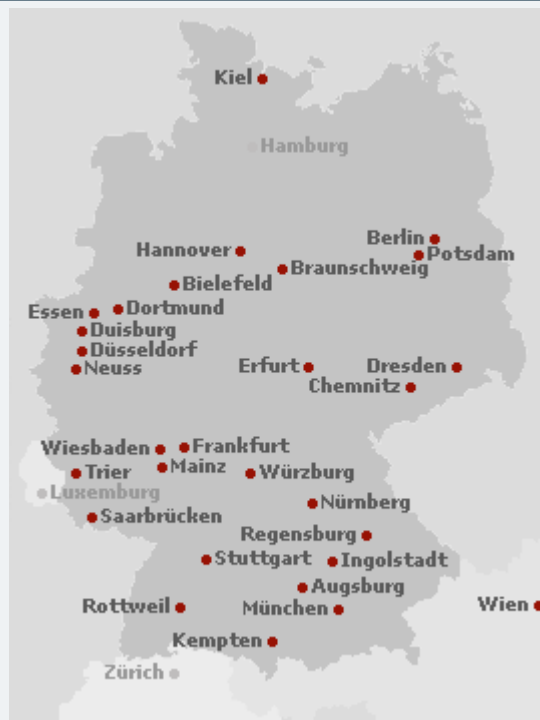 Kiel
Hamburg
Berlin
Hannover
Potsdam
Braunschweig
Bielefeld
Essen
Dortmund
Duisburg
Düsseldorf
Neuss
Erfurt
Dresden
Chemnitz
Wiesbaden
Frankfurt
Mainz
Trier
Würzburg
Luxemburg
Nürnberg
Saarbrücken
Regensburg
Stuttgart
Ingolstadt
Augsburg
Rottweil
München
Wien
Kempten
Zürich